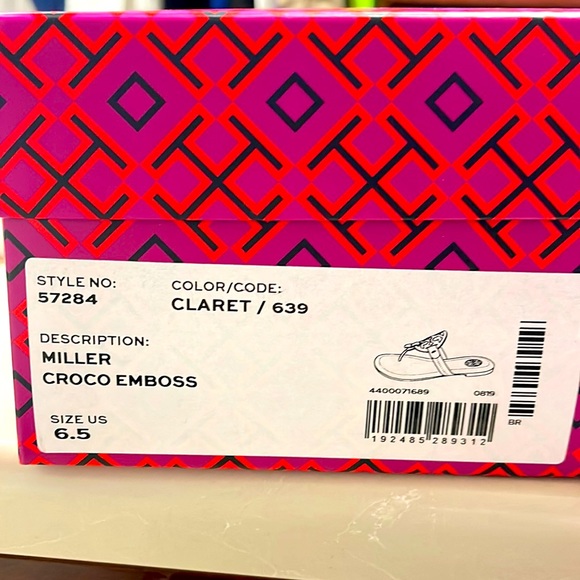 STYLE NO:
57284
COLOR/CODE:
CLARET / 639
DESCRIPTION:
MILLER
CROCO EMBOSS
SIZE US
6.5
4400071689 0819
192485 289312
BR